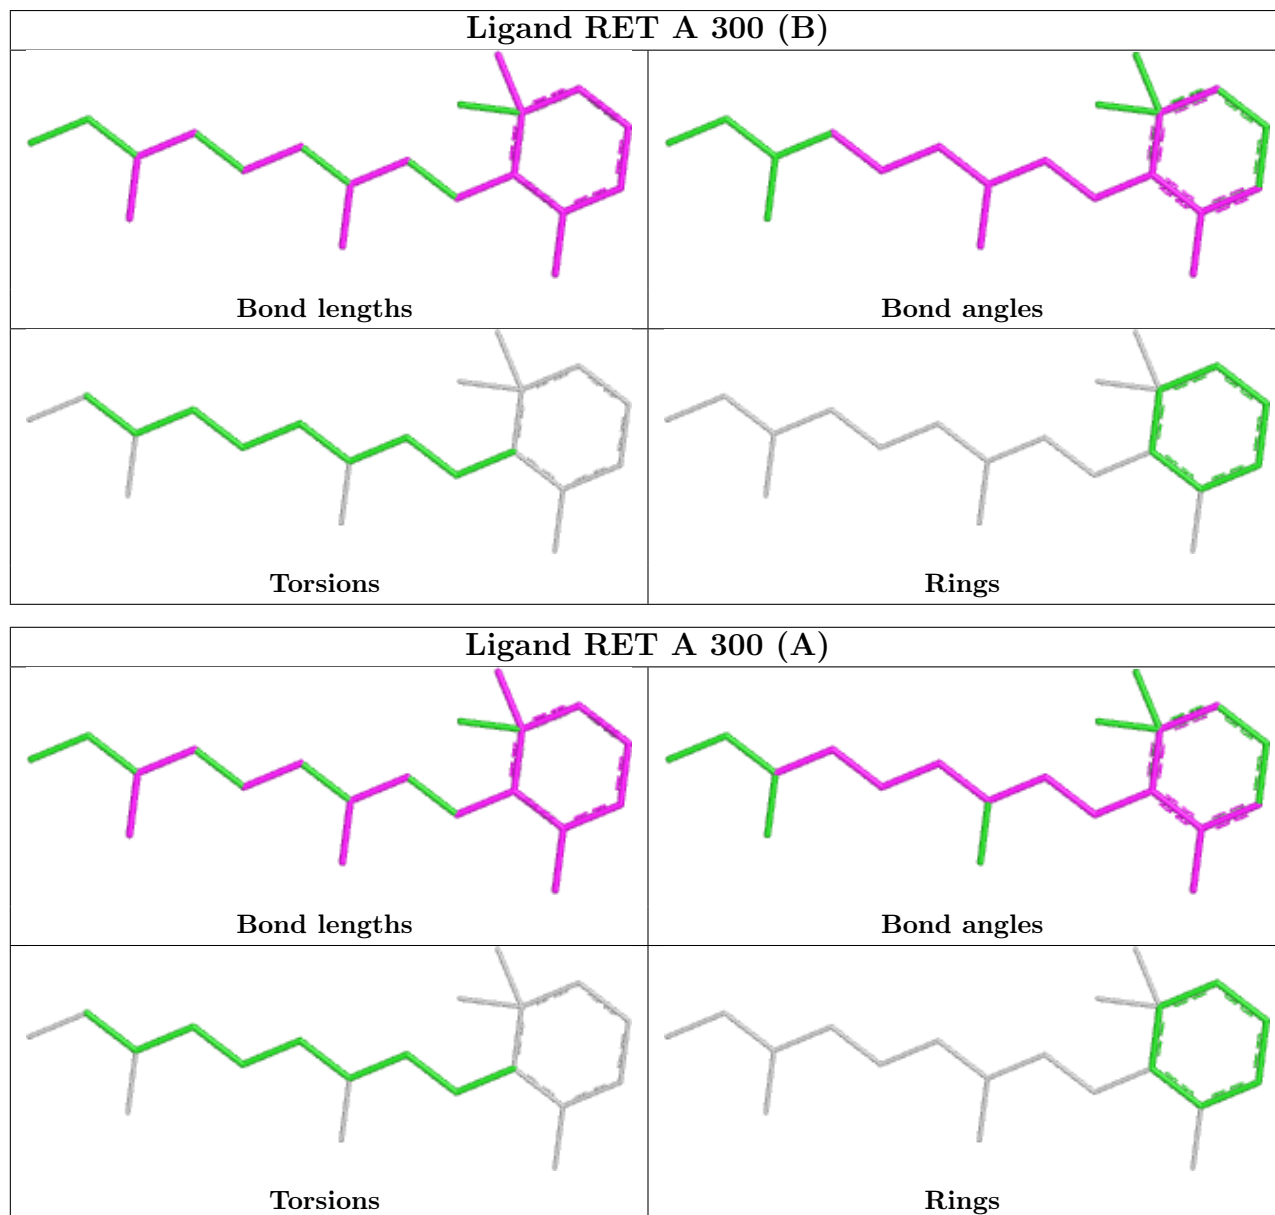 Ligand RET A 300 (B)
Bond lengths
Bond angles
Torsions
Rings
Ligand RET A 300 (A)
Bond lengths
Bond angles
Torsions
Rings